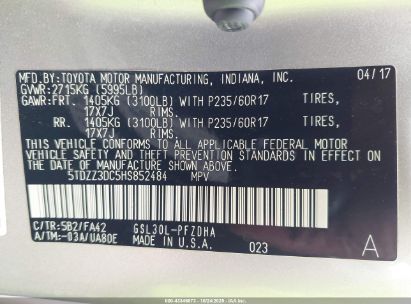 MFD.BY: TOYOTA MOTOR MANUFACTURING, INDIANA, INC.
04/17
GVWR: 2715KG (5995LB)
GAWR: FRT. 1405KG (3100LB) WITH P235/60R17 TIRES,
17X7J RIMS.
RR. 1405KG (3100LB) WITH P235/60R17 TIRES,
17X7J RIMS.
THIS VEHICLE CONFORMS TO ALL FEDERAL MOTOR
VEHICLE SAFETY, BUMPER, AND THEFT PREVENTION
STANDARDS IN EFFECT ON THE DATE OF MANUFACTURE
SHOWN ABOVE.
5TDZZ3DC5HS852484 MPV
C/TR: 5B2/FA42 GSL30L-PFZDHA
A/TM: -03A/UA80E MADE IN U.S.A. 023 A